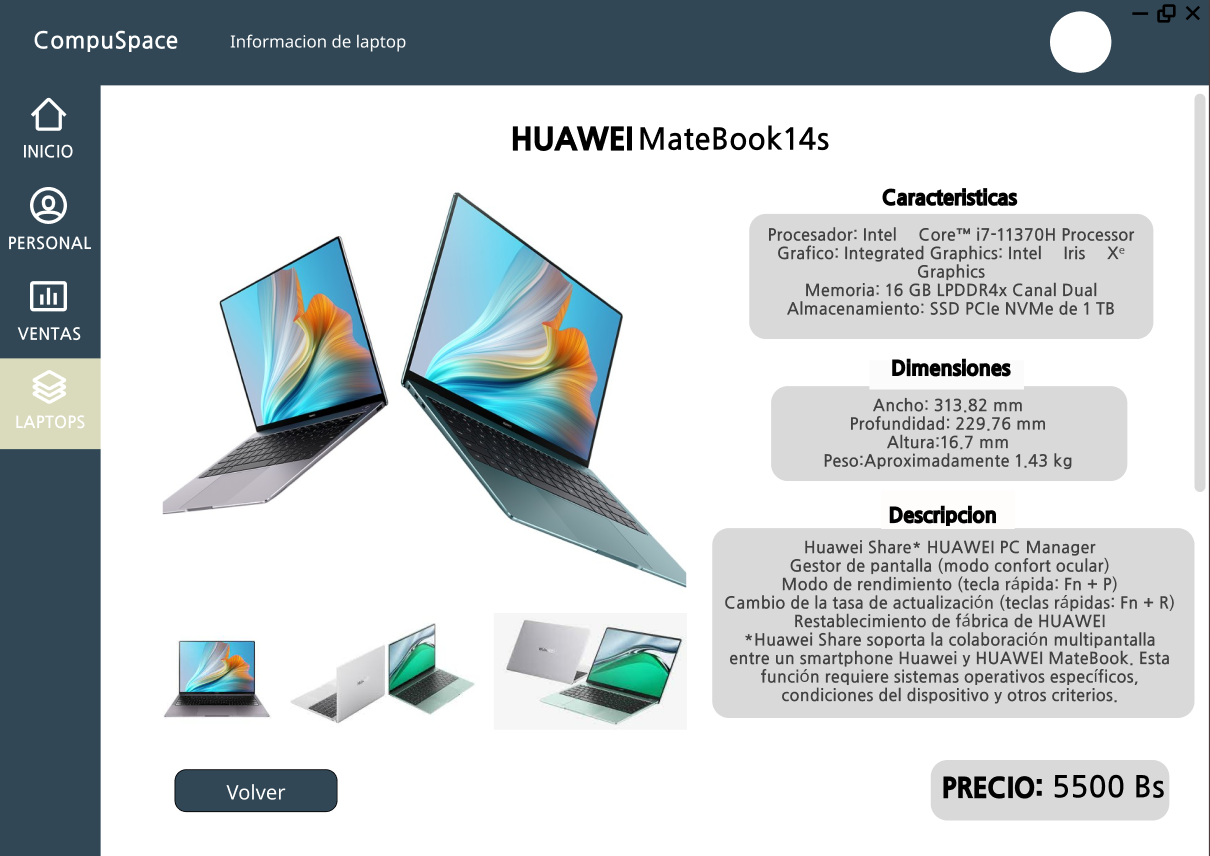 CompuSpace
Informacion de laptop
INICIO
PERSONAL
VENTAS
LAPTOPS
HUAWEI MateBook14s
Caracteristicas
Procesador: Intel Core™ i7-11370H Processor
Grafico: Integrated Graphics: Intel Iris Xᵉ
Graphics
Memoria: 16 GB LPDDR4x Canal Dual
Almacenamiento: SSD PCIe NVMe de 1 TB
Dimensiones
Ancho: 313.82 mm
Profundidad: 229.76 mm
Altura:16.7 mm
Peso:Aproximadamente 1.43 kg
Descripcion
Huawei Share* HUAWEI PC Manager
Gestor de pantalla (modo confort ocular)
Modo de rendimiento (tecla rápida: Fn + P)
Cambio de la tasa de actualización (teclas rápidas: Fn + R)
Restablecimiento de fábrica de HUAWEI
*Huawei Share soporta la colaboración multipantalla
entre un smartphone Huawei y HUAWEI MateBook. Esta
función requiere sistemas operativos específicos,
condiciones del dispositivo y otros criterios.
Volver
PRECIO: 5500 Bs